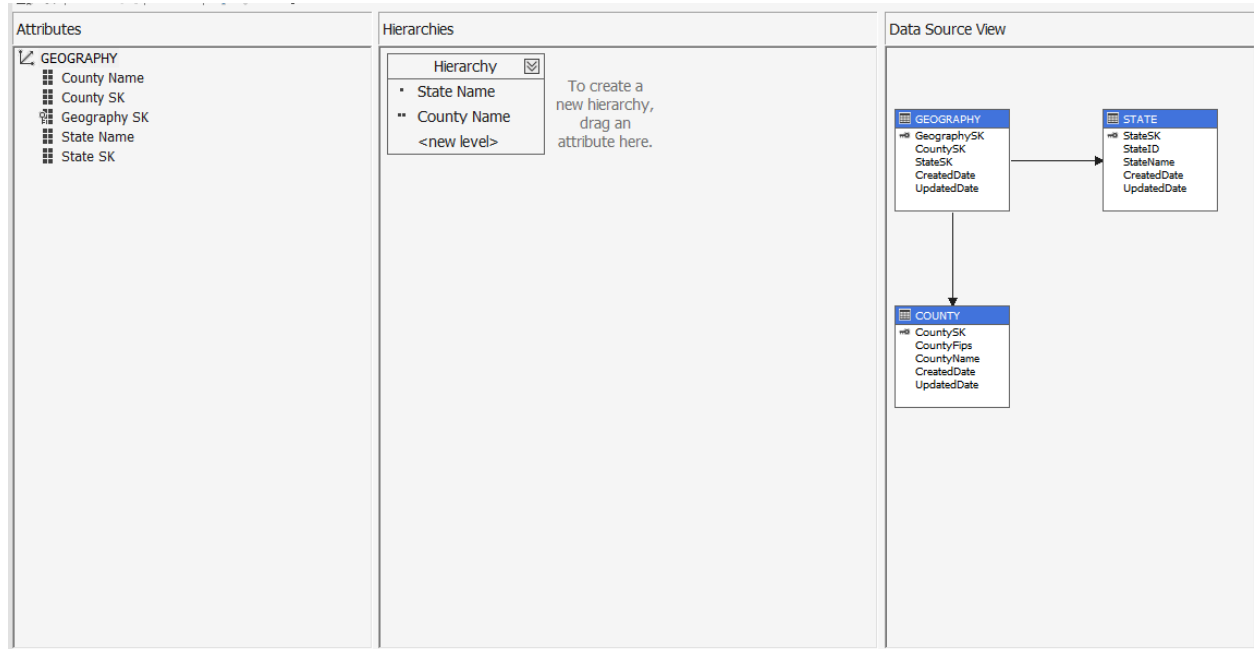 Attributes
GEOGRAPHY
County Name
County SK
Geography SK
State Name
State SK
Hierarchies
Hierarchy
State Name
County Name
<new level>
To create a
new hierarchy,
drag an
attribute here.
Data Source View
GEOGRAPHY
GeographySK
CountySK
StateSK
CreatedDate
UpdatedDate
STATE
StateSK
StateID
StateName
CreatedDate
UpdatedDate
COUNTY
CountySK
CountyFips
CountyName
CreatedDate
UpdatedDate